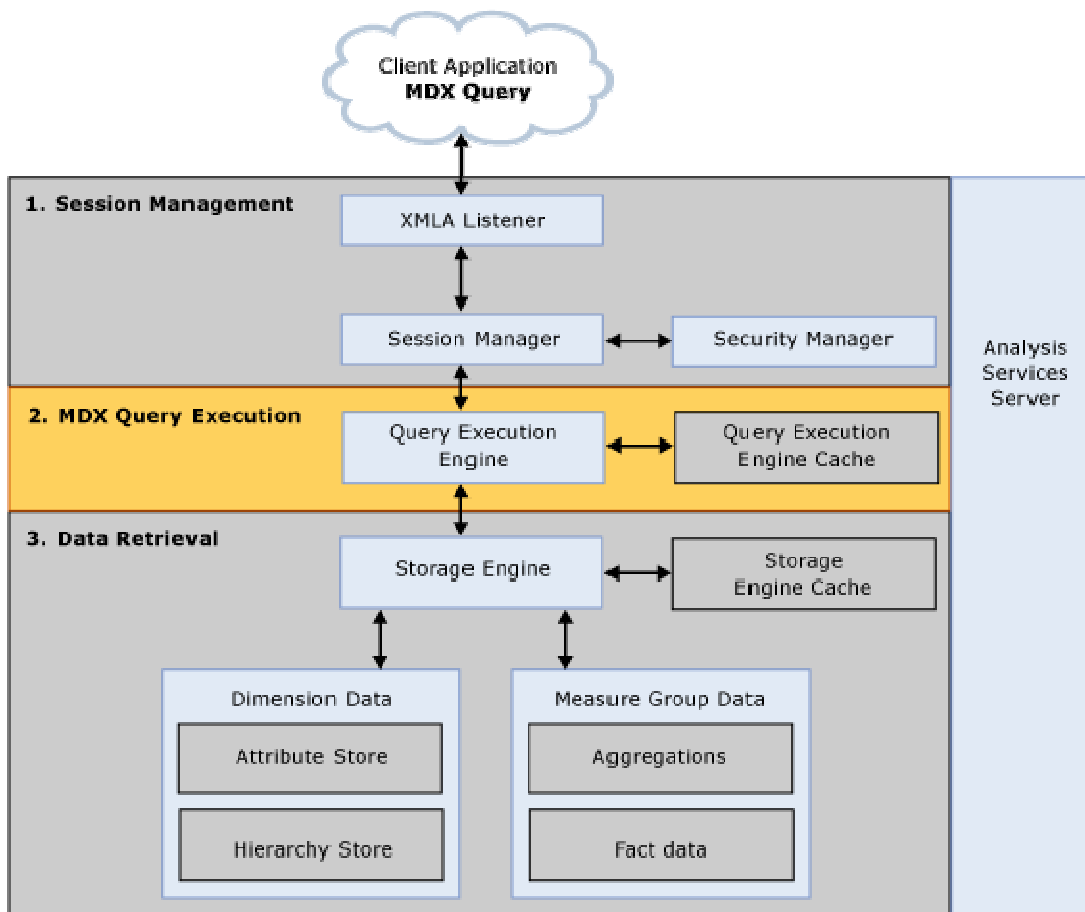 Client Application
MDX Query
1. Session Management
XMLA Listener
Session Manager
Security Manager
Analysis
Services
Server
2. MDX Query Execution
Query Execution
Engine
Query Execution
Engine Cache
3. Data Retrieval
Storage Engine
Storage
Engine Cache
Dimension Data
Attribute Store
Hierarchy Store
Measure Group Data
Aggregations
Fact data